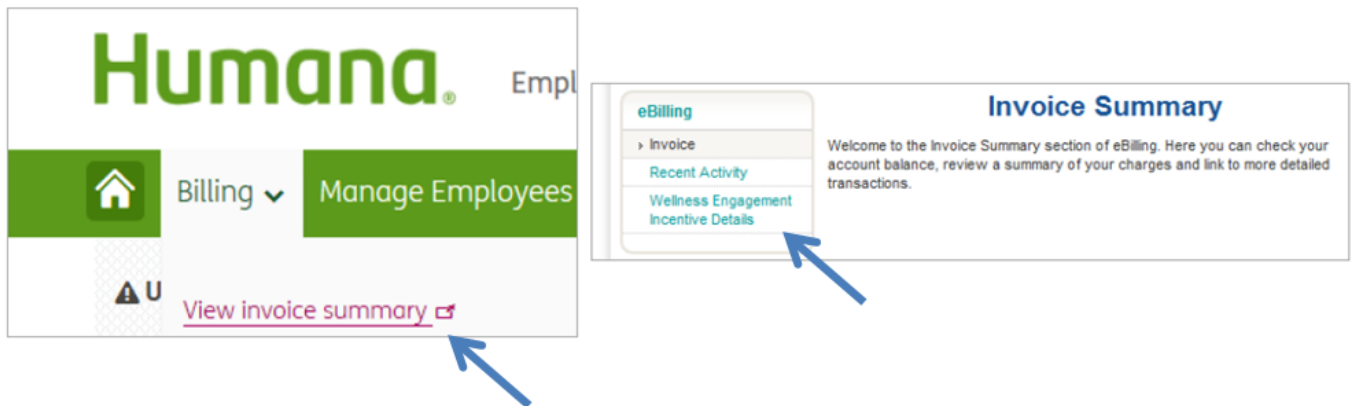 Humana®
Empl
Billing
Manage Employees
U
View invoice summary
eBilling
Invoice
Recent Activity
Wellness Engagement
Incentive Details
Invoice Summary
Welcome to the Invoice Summary section of eBilling. Here you can check your
account balance, review a summary of your charges and link to more detailed
transactions.